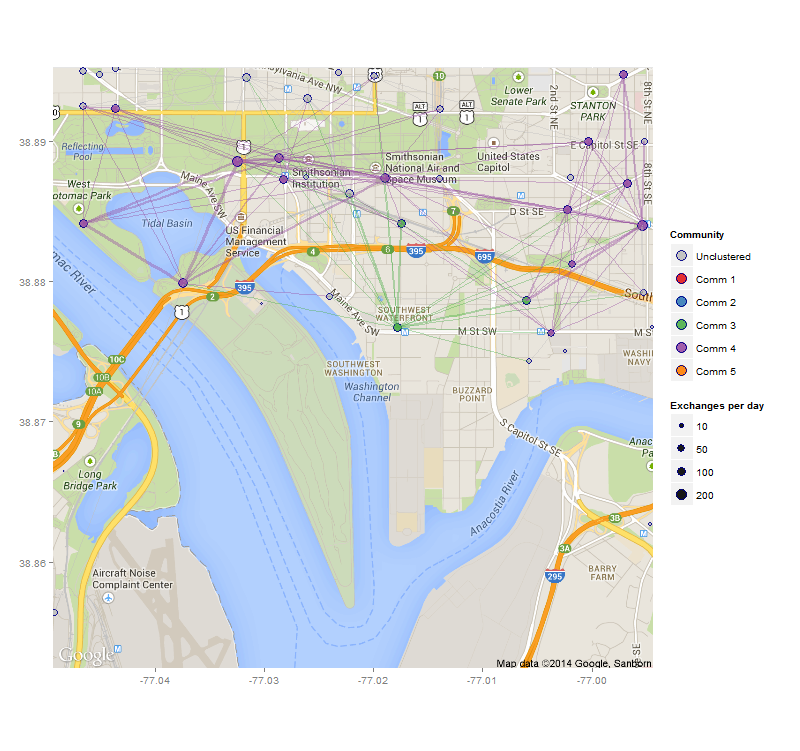 nsylvania Ave NW
50
10
Lower
Senate Park
STANTON
PARK
2nd St NE
8th St NE
ALT
1
ALT
1
38.89
1
E Capitol St SE
Reflecting
Pool
Smithsonian
Institution
Smithsonian
National Air and
Space Museum
United States
Capitol
8th St SE
West
otomac Park
Maine Ave SW
Tidal Basin
US Financial
Management
Service
7
D St SE
4
6
395
695
38.88
mac River
395
2
1
South
Maine Ave SW
SOUTHWEST
WATERFRONT
M St SW
M S
SOUTHWEST
WASHINGTON
Washington
Channel
WASHIN
NAVY
BUZZARD
POINT
10C
10B
10A
38.87
9
S Capitol St SE
Anac
Pa
Long
Bridge Park
Anacostia River
3B
38.86
3A
295
BARRY
FARM
Aircraft Noise
Complaint Center
SE
Google
Map data ©2014 Google, Sanborn
-77.04
-77.03
-77.02
-77.01
-77.00
Community
Unclustered
Comm 1
Comm 2
Comm 3
Comm 4
Comm 5
Exchanges per day
10
50
100
200